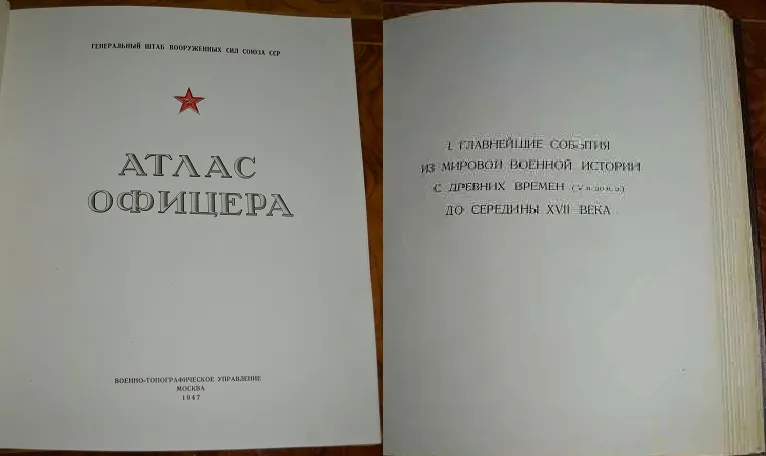 ГЕНЕРАЛЬНЫЙ ШТАБ ВООРУЖЕННЫХ СИЛ СОЮЗА ССР
АТЛАС
ОФИЦЕРА
ВОЕННО-ТОПОГРАФИЧЕСКОЕ УПРАВЛЕНИЕ
МОСКВА
1947
I. ГЛАВНЕЙШИЕ СОБЫТИЯ
ИЗ МИРОВОЙ ВОЕННОЙ ИСТОРИИ
С ДРЕВНИХ ВРЕМЕН (V в. до н. э.)
ДО СЕРЕДИНЫ XVII ВЕКА